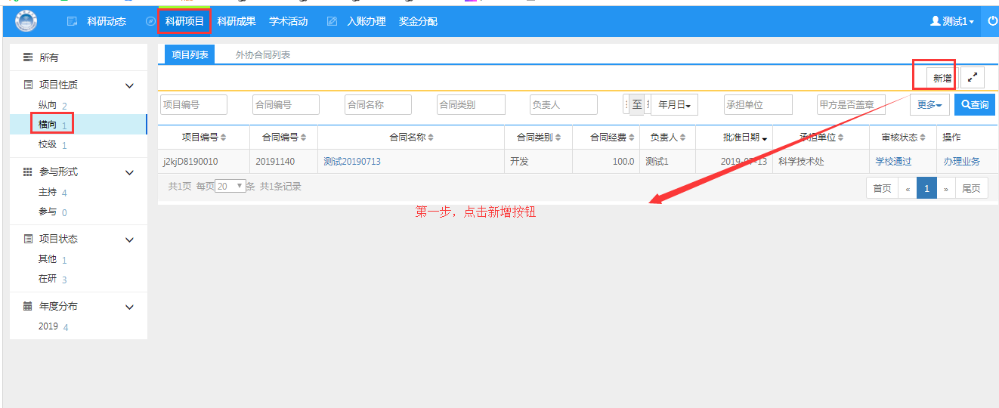 科研动态 科研项目 科研成果 学术活动 入账办理 奖金分配 测试1
所有
项目性质
纵向 2
横向 1
校级 1
参与形式
主持 4
参与 0
项目状态
其他 1
在研 3
年度分布
2019 4
项目列表 外协合同列表
新增
项目编号 合同编号 合同名称 合同类别 负责人 至 年月日 承担单位 甲方是否盖章 更多 查询
项目编号 合同编号 合同名称 合同类别 合同经费 负责人 批准日期 承担单位 审核状态 操作
j2kjD8190010 20191140 测试20190713 开发 100.0 测试1 2019-07-13 科学技术处 学校通过 办理业务
共1页 每页 20 条 共1条记录 首页 « 1 » 尾页
第一步，点击新增按钮